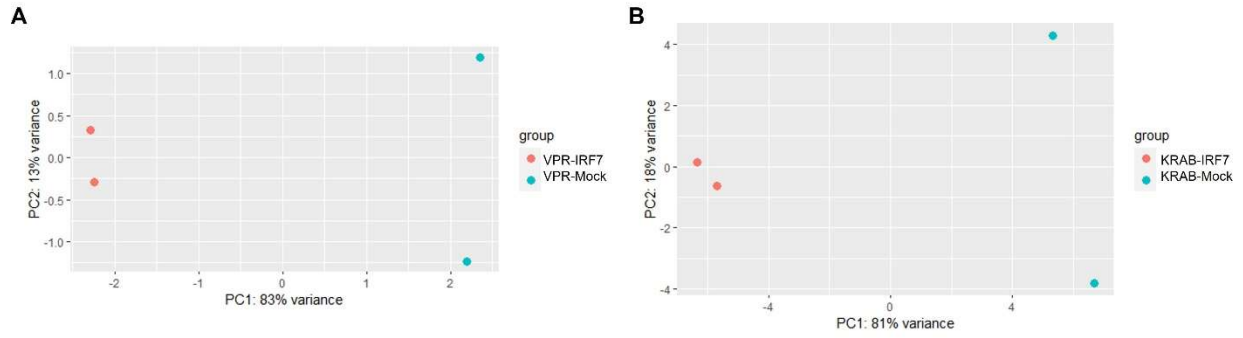 A
1.0
0.5
0.0
-0.5
-1.0
PC2: 13% variance
-2
-1
0
1
2
PC1: 83% variance
group
VPR-IRF7
VPR-Mock
B
4
2
0
-2
-4
PC2: 18% variance
-4
0
4
PC1: 81% variance
group
KRAB-IRF7
KRAB-Mock